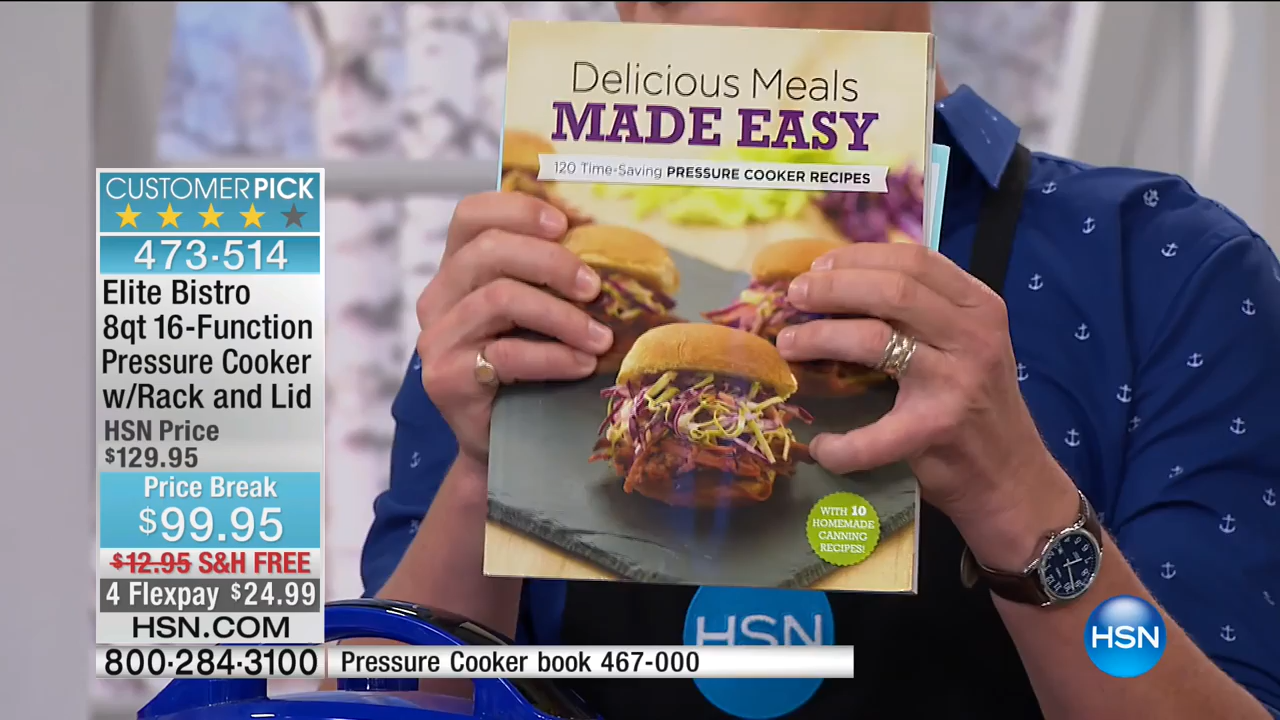 Delicious Meals
MADE EASY
120 Time-Saving PRESSURE COOKER RECIPES
WITH 10
HOMEMADE
CANNING
RECIPES!
CUSTOMER PICK
473-514
Elite Bistro
8qt 16-Function
Pressure Cooker
w/Rack and Lid
HSN Price
$129.95
Price Break
$99.95
$12.95 S&H FREE
4 Flexpay $24.99
HSN.COM
800·284·3100
Pressure Cooker book 467-000
HSN
HSN